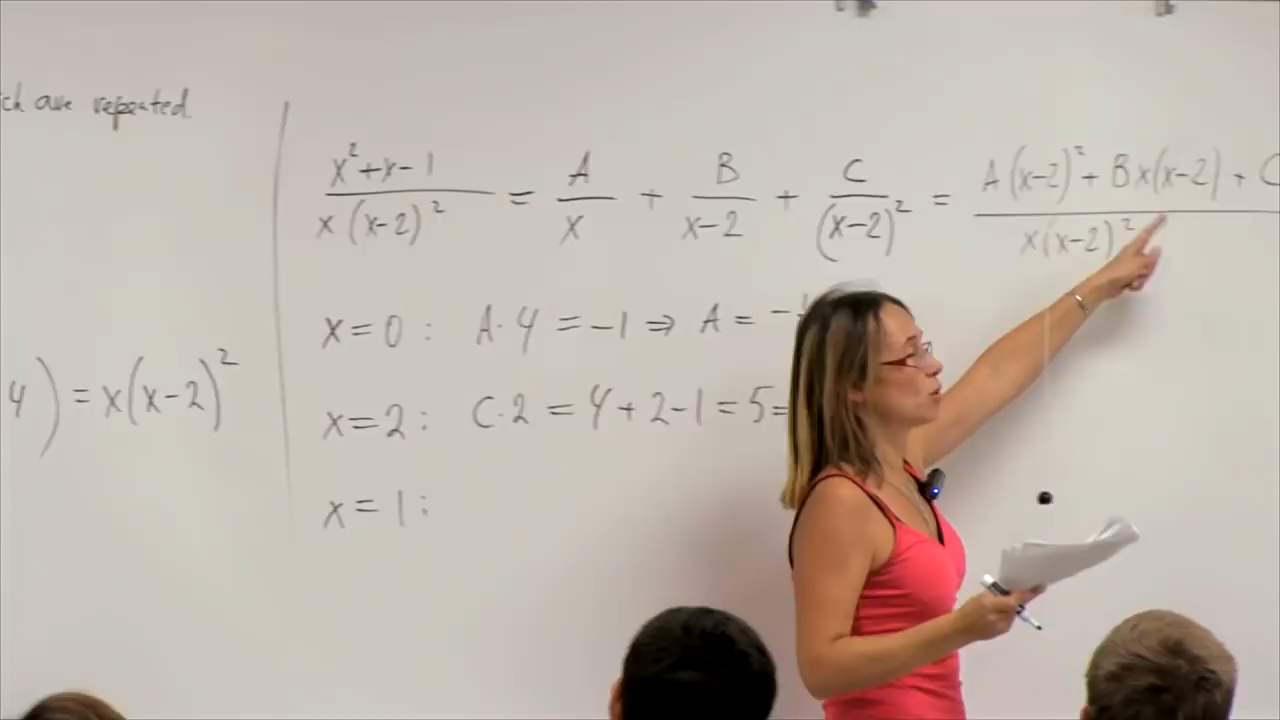 ch are repeated.
x²+x-1 / x(x-2)² = A/x + B/(x-2) + C/(x-2)² = A(x-2)² + Bx(x-2) + C / x(x-2)²
x=0: A·4 = -1 ⇒ A = -
4) = x(x-2)²
x=2: C·2 = 4+2-1 = 5 =
x=1: